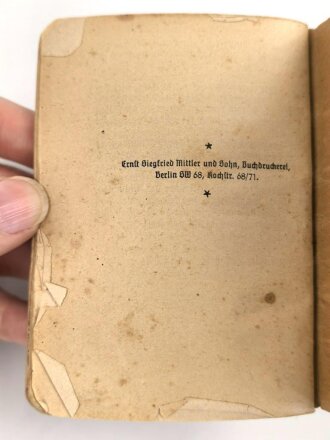 *
Ernst Siegfried Mittler und Sohn, Buchdruckerei,
Berlin SW 68, Kochstr. 68/71.
*